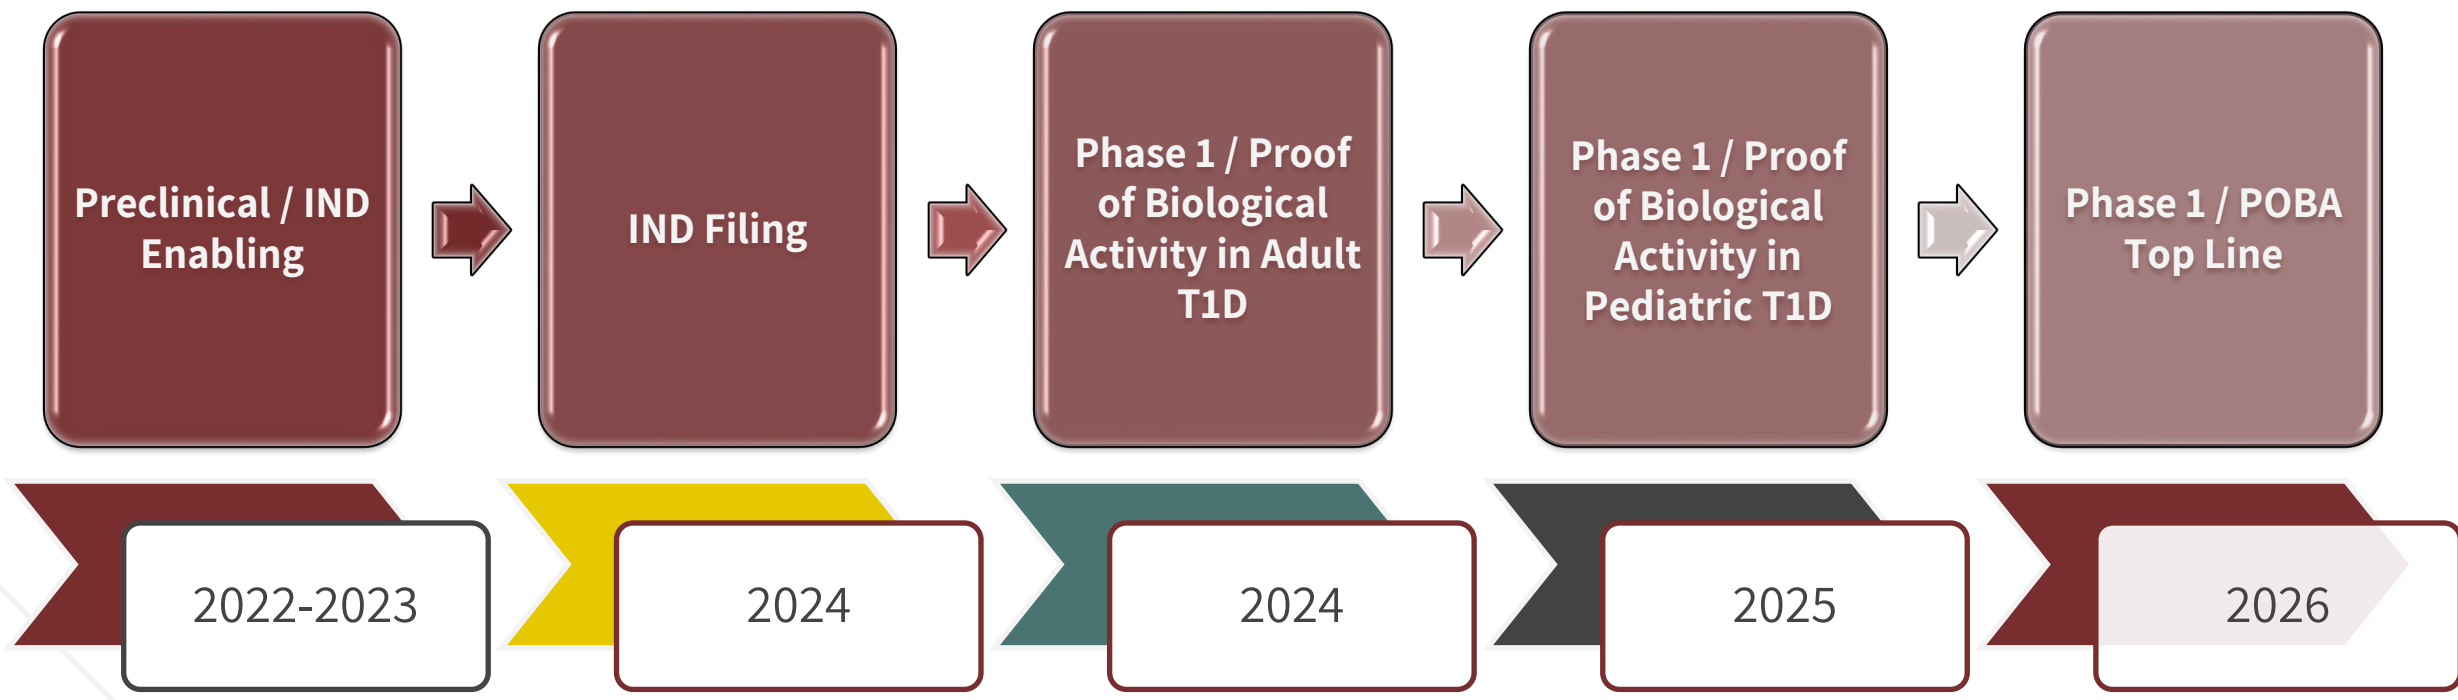 Preclinical / IND
Enabling
IND Filing
Phase 1 / Proof
of Biological
Activity in Adult
T1D
Phase 1 / Proof
of Biological
Activity in
Pediatric T1D
Phase 1 / POBA
Top Line
2022-2023
2024
2024
2025
2026